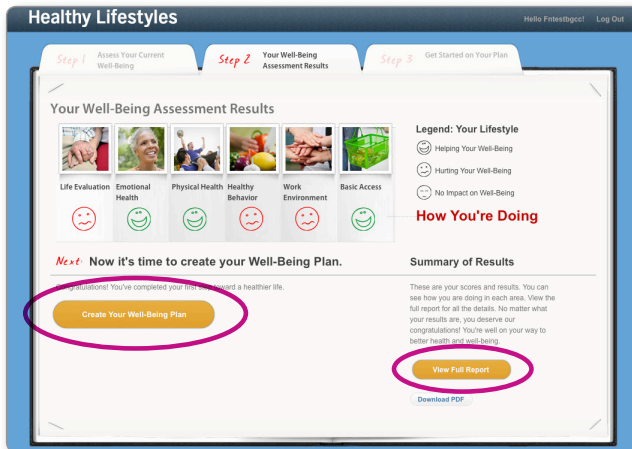 Healthy Lifestyles
Hello Fntestbgcc! Log Out
Step 1 Assess Your Current
Well-Being
Step 2 Your Well-Being
Assessment Results
Step 3 Get Started on Your Plan
Your Well-Being Assessment Results
Life Evaluation
Emotional
Health
Physical Health
Healthy
Behavior
Work
Environment
Basic Access
Legend: Your Lifestyle
Helping Your Well-Being
Hurting Your Well-Being
No Impact on Well-Being
How You're Doing
Next: Now it's time to create your Well-Being Plan.
Congratulations! You've completed your first step toward a healthier life.
Create Your Well-Being Plan
Summary of Results
These are your scores and results. You can
see how you are doing in each area. View the
full report for all the details. No matter what
your results are, you deserve our
congratulations! You're well on your way to
better health and well-being.
View Full Report
Download PDF